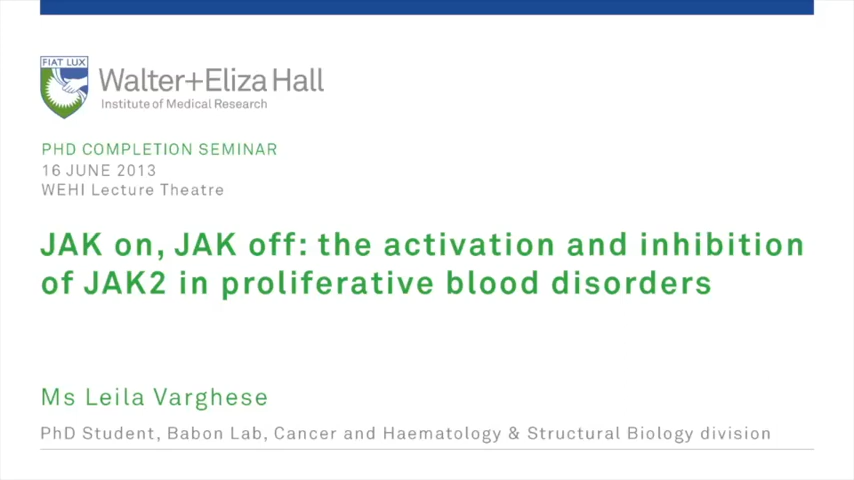 FIAT LUX
Walter+Eliza Hall
Institute of Medical Research
PHD COMPLETION SEMINAR
16 JUNE 2013
WEHI Lecture Theatre
JAK on, JAK off: the activation and inhibition
of JAK2 in proliferative blood disorders
Ms Leila Varghese
PhD Student, Babon Lab, Cancer and Haematology & Structural Biology division